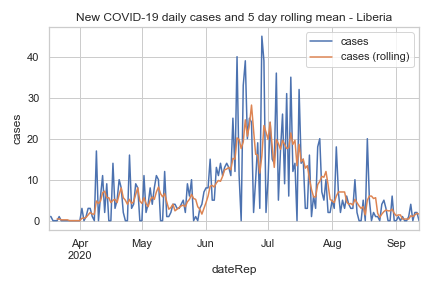 New COVID-19 daily cases and 5 day rolling mean - Liberia
cases
cases (rolling)
cases
40
30
20
10
0
Apr
2020
May
Jun
Jul
Aug
Sep
dateRep